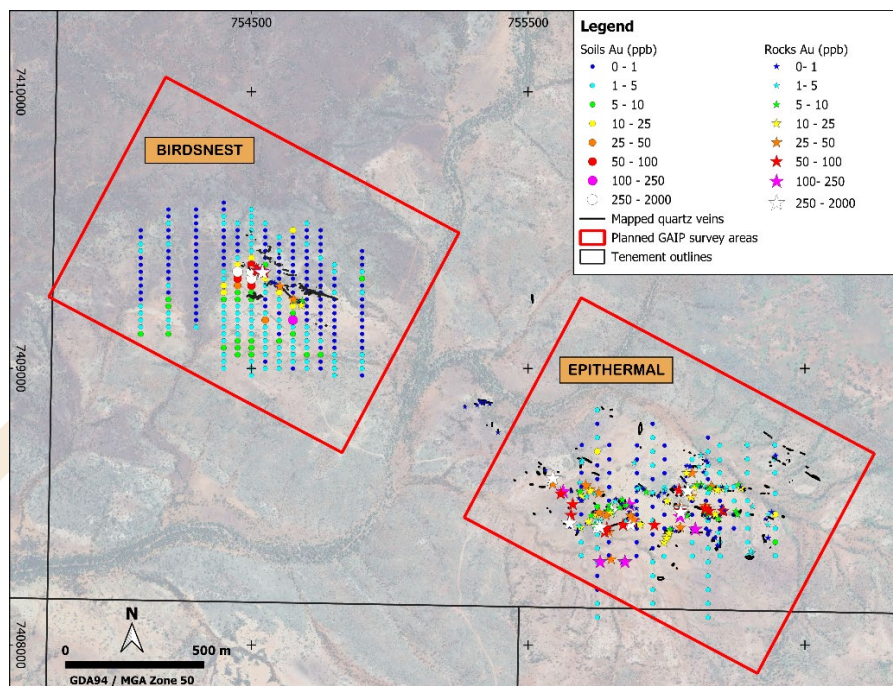 754500
755500
7410000
7409000
7408000
BIRDSNEST
EPITHERMAL
Legend
Soils Au (ppb)
0 - 1
1 - 5
5 - 10
10 - 25
25 - 50
50 - 100
100 - 250
250 - 2000
Rocks Au (ppb)
0 - 1
1 - 5
5 - 10
10 - 25
25 - 50
50 - 100
100- 250
250 - 2000
Mapped quartz veins
Planned GAIP survey areas
Tenement outlines
N
0 500 m
GDA94 / MGA Zone 50